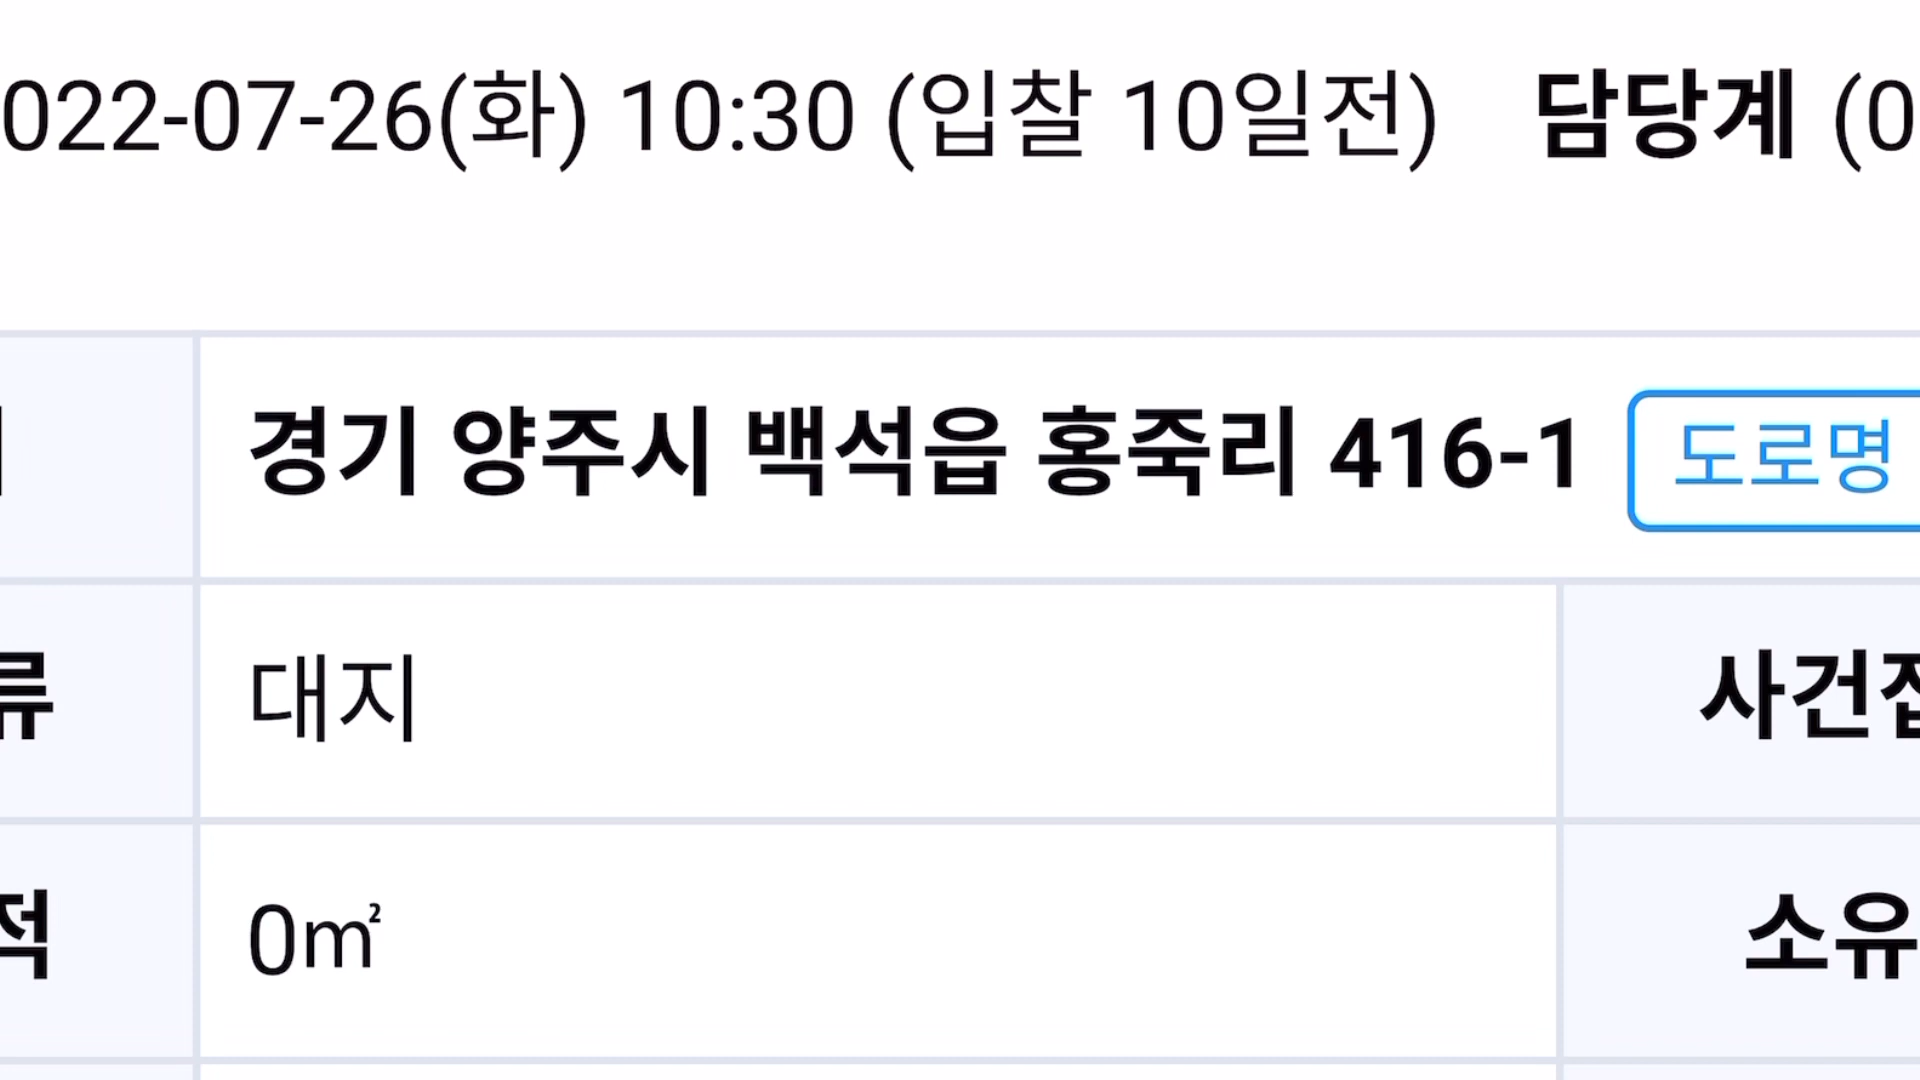 022-07-26(화) 10:30 (입찰 10일전) 담당계 (0
경기 양주시 백석읍 홍죽리 416-1 도로명
류 대지 사건접
적 0㎡ 소유